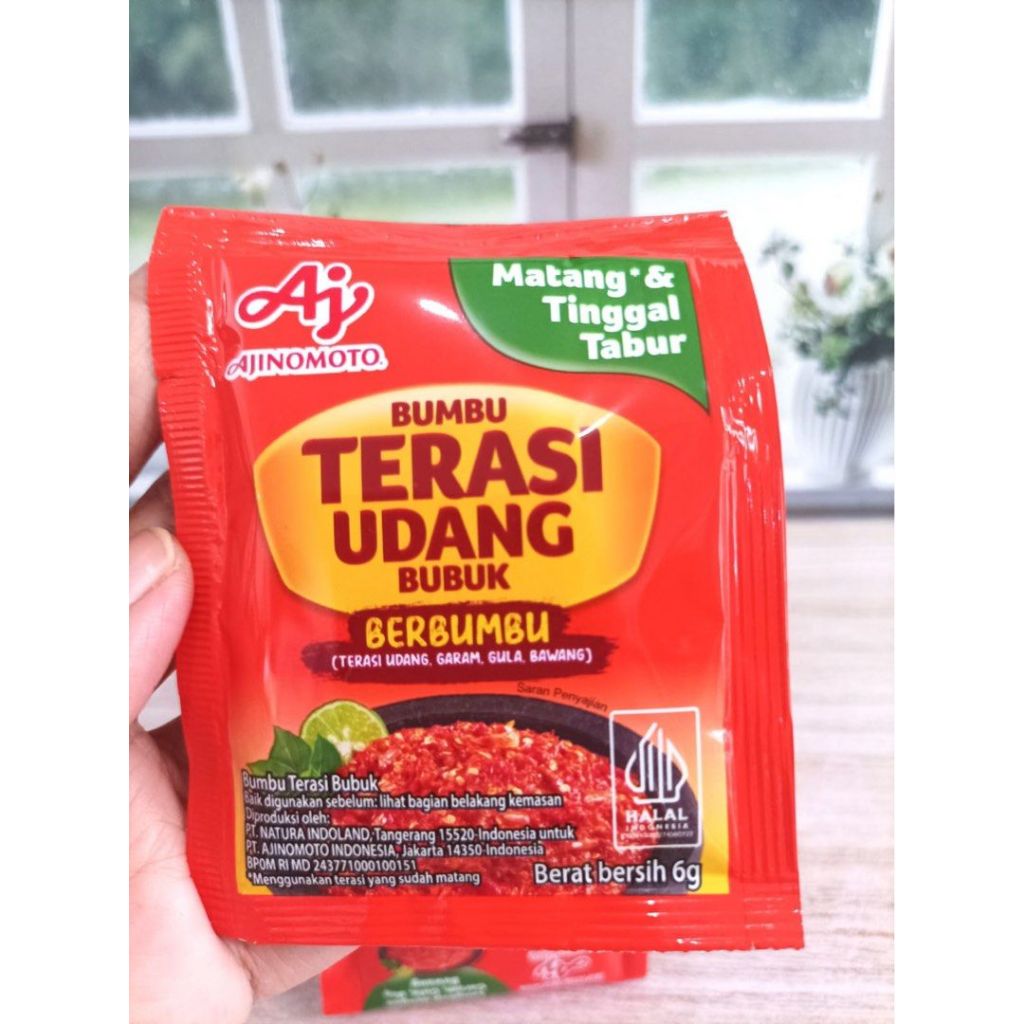 Aj
AJINOMOTO.
Matang* &
Tinggal
Tabur
BUMBU
TERASI
UDANG
BUBUK
BERBUMBU
(TERASI UDANG, GARAM, GULA, BAWANG)
Saran Penyajian
Bumbu Terasi Bubuk
Baik digunakan sebelum: lihat bagian belakang kemasan
Diproduksi oleh:
PT. NATURA INDOLAND, Tangerang 15520-Indonesia untuk
PT. AJINOMOTO INDONESIA, Jakarta 14350-Indonesia
BPOM RI MD 243771000100151
*Menggunakan terasi yang sudah matang
HALAL
INDONESIA
Berat bersih 6g